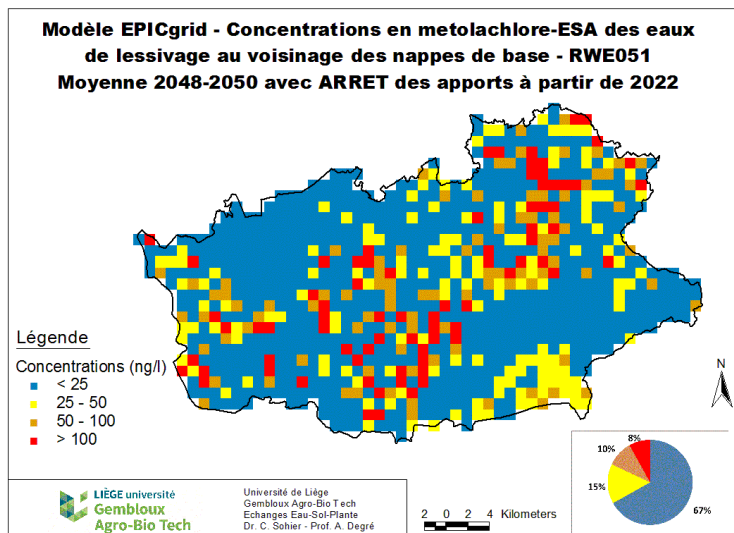 Modèle EPICgrid - Concentrations en metolachlore-ESA des eaux
de lessivage au voisinage des nappes de base - RWE051
Moyenne 2048-2050 avec ARRET des apports à partir de 2022
Légende
Concentrations (ng/l)
< 25
25 - 50
50 - 100
> 100
N
8%
10%
15%
67%
LIÈGE université
Gembloux
Agro-Bio Tech
Université de Liège
Gembloux Agro-Bio Tech
Echanges Eau-Sol-Plante
Dr. C. Sohier - Prof. A. Degré
2 0 2 4 Kilometers